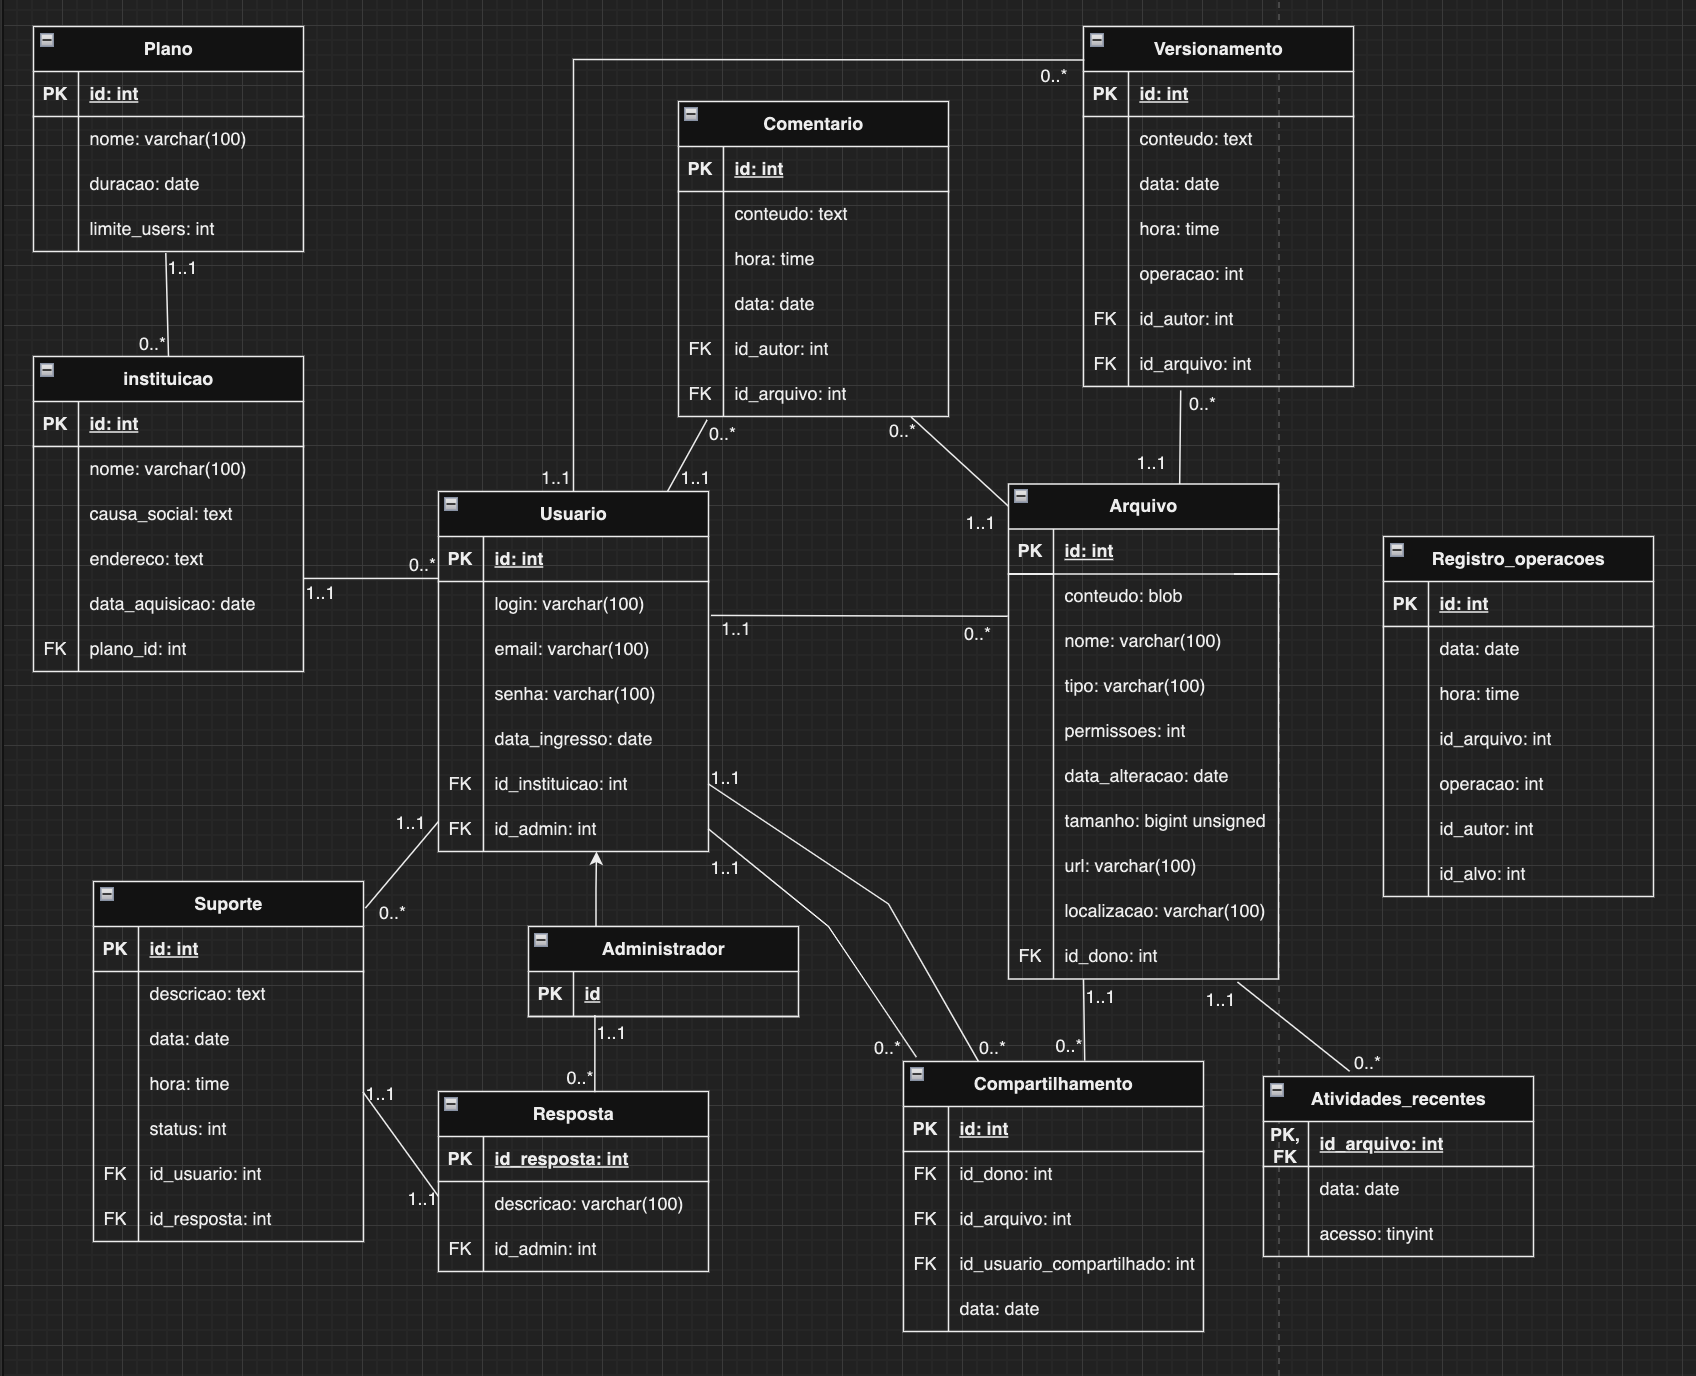 Plano
PK id: int
nome: varchar(100)
duracao: date
limite_users: int
1..1
0..*
instituicao
PK id: int
nome: varchar(100)
causa_social: text
endereco: text
data_aquisicao: date
FK plano_id: int
1..1
0..*
Comentario
PK id: int
conteudo: text
hora: time
data: date
FK id_autor: int
FK id_arquivo: int
0..*
0..*
1..1
1..1
1..1
Versionamento
0..*
PK id: int
conteudo: text
data: date
hora: time
operacao: int
FK id_autor: int
FK id_arquivo: int
0..*
1..1
Usuario
PK id: int
login: varchar(100)
email: varchar(100)
senha: varchar(100)
data_ingresso: date
FK id_instituicao: int
FK id_admin: int
1..1
0..*
1..1
1..1
1..1
0..*
Arquivo
PK id: int
conteudo: blob
nome: varchar(100)
tipo: varchar(100)
permissoes: int
data_alteracao: date
tamanho: bigint unsigned
url: varchar(100)
localizacao: varchar(100)
FK id_dono: int
1..1
1..1
Registro_operacoes
PK id: int
data: date
hora: time
id_arquivo: int
operacao: int
id_autor: int
id_alvo: int
Suporte
PK id: int
descricao: text
data: date
hora: time
status: int
FK id_usuario: int
FK id_resposta: int
1..1
1..1
Administrador
PK id
1..1
0..*
Resposta
PK id_resposta: int
descricao: varchar(100)
FK id_admin: int
0..*
0..*
0..*
Compartilhamento
PK id: int
FK id_dono: int
FK id_arquivo: int
FK id_usuario_compartilhado: int
data: date
0..*
Atividades_recentes
PK, FK id_arquivo: int
data: date
acesso: tinyint